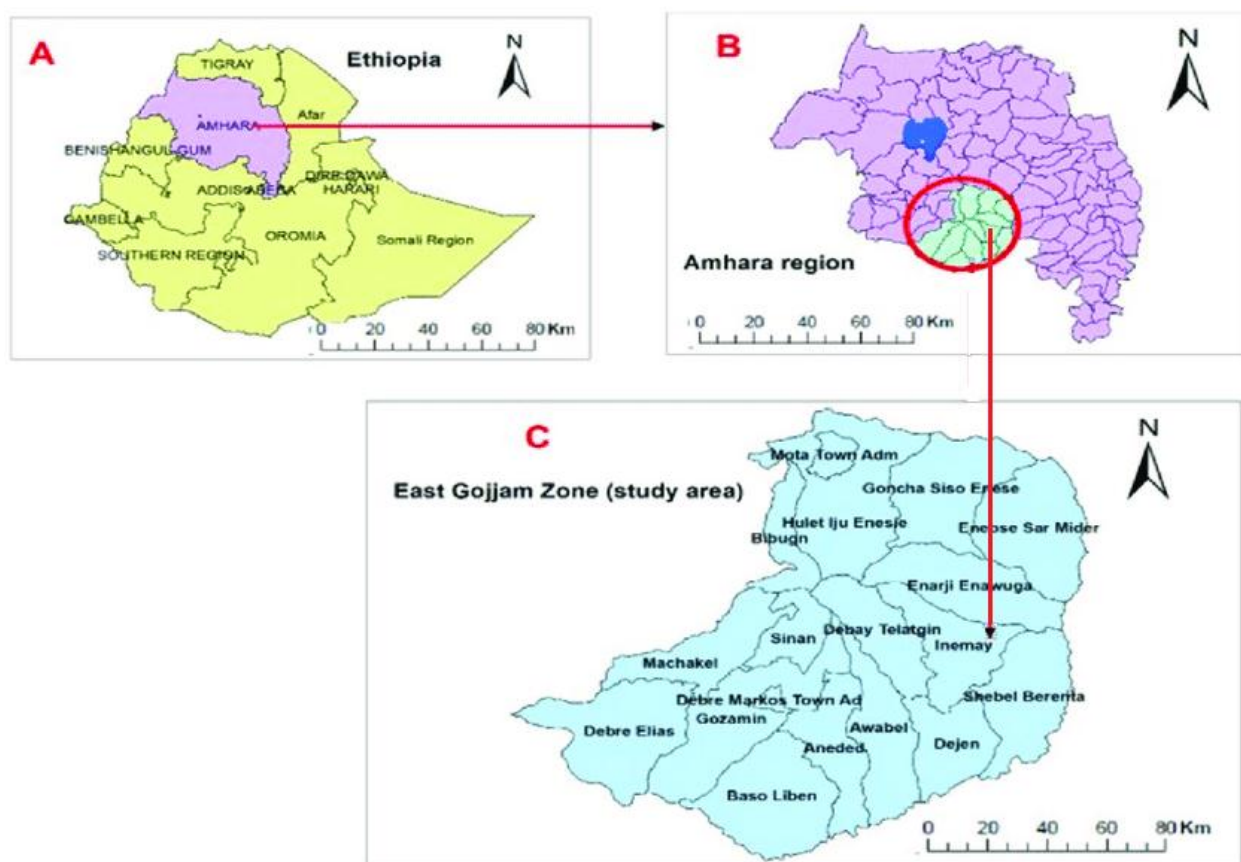 A
Ethiopia
N
TIGRAY
AMHARA
Afar
BENISHANGUL GUM
DIRE DAWA
ADDIS ABEBA
HARARI
GAMBELLA
OROMIA
SOUTHERN REGION
Somali Region
0 20 40 60 80 Km
B
N
Amhara region
0 20 40 60 80 Km
C
N
East Gojjam Zone (study area)
Mota Town Adm
Goncha Siso Enese
Hulet Iju Enesie
Enebse Sar Mider
Bibugn
Enarji Enawuga
Debay Telatgin
Sinan
Inemay
Machakel
Shebel Berenta
Debre Markos Town Ad
Gozamin
Debre Elias
Awabel
Aneded
Dejen
Baso Liben
0 20 40 60 80 Km